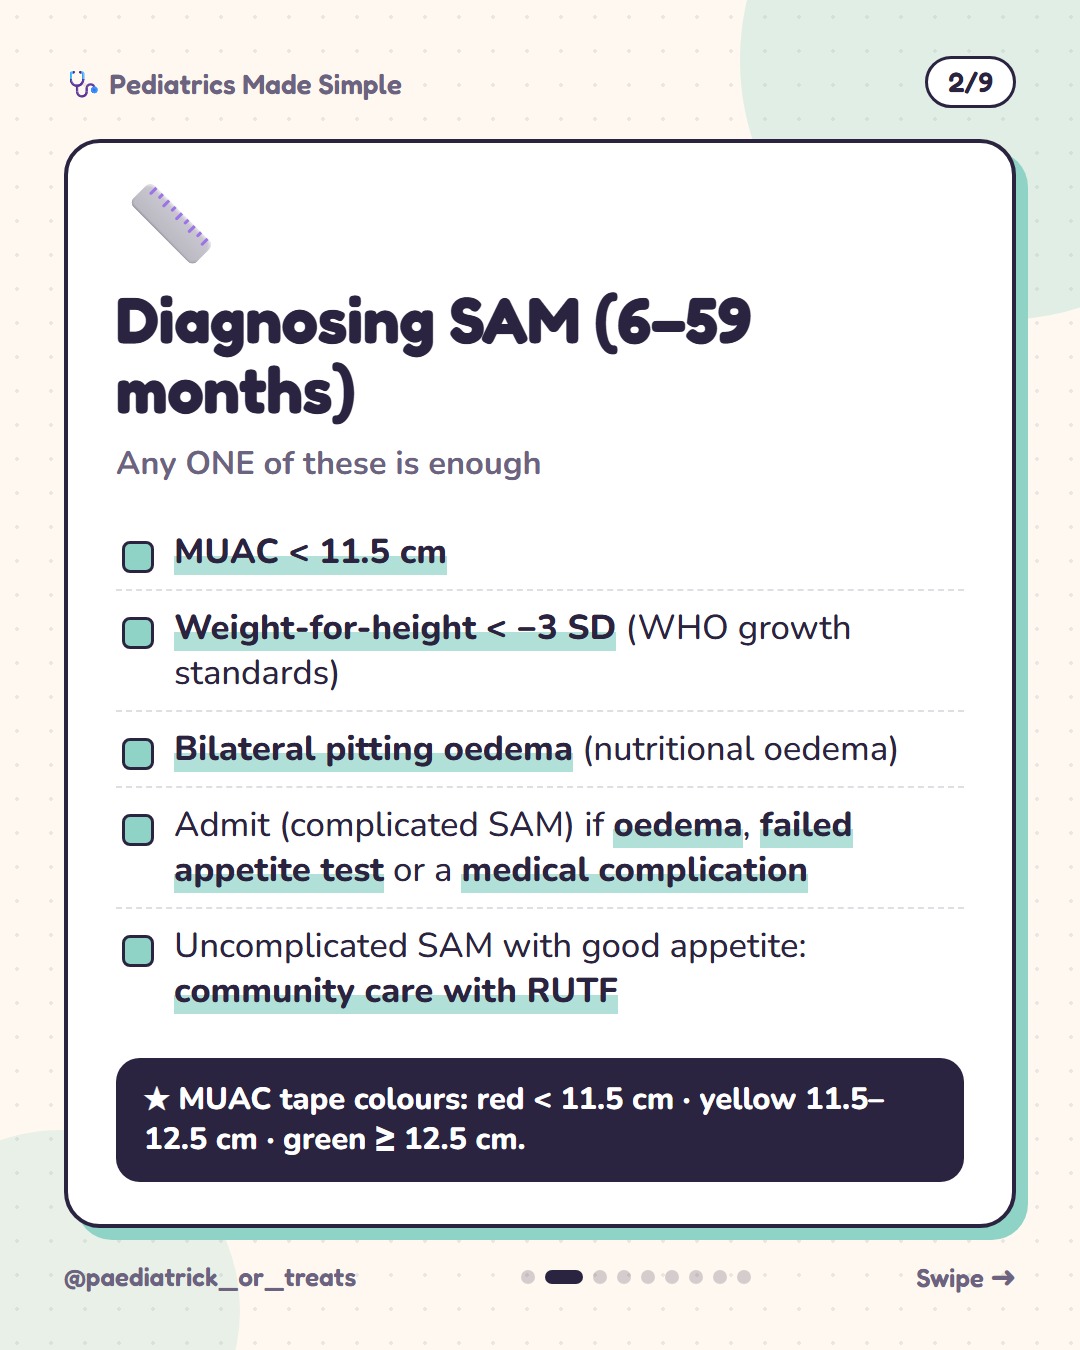 Pediatrics Made Simple
2/9
Diagnosing SAM (6–59
months)
Any ONE of these is enough
MUAC < 11.5 cm
Weight-for-height < −3 SD (WHO growth
standards)
Bilateral pitting oedema (nutritional oedema)
Admit (complicated SAM) if oedema, failed
appetite test or a medical complication
Uncomplicated SAM with good appetite:
community care with RUTF
★ MUAC tape colours: red < 11.5 cm · yellow 11.5–
12.5 cm · green ≥ 12.5 cm.
@paediatrick_or_treats
Swipe →